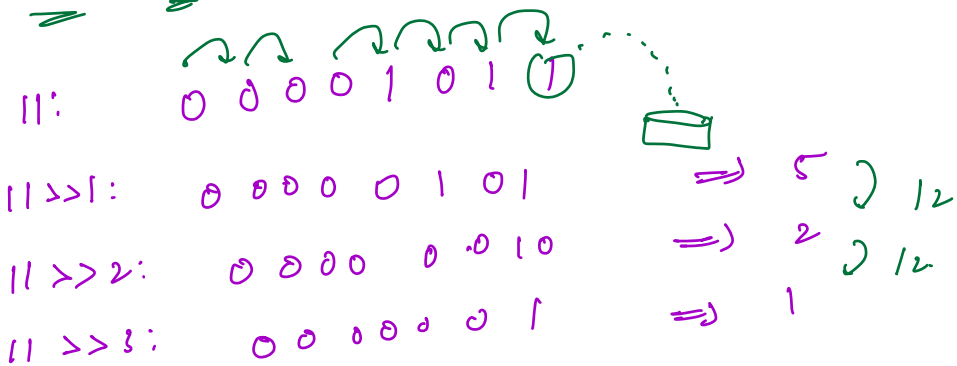 11: 0 0 0 0 1 0 1 1
11 >> 1: 0 0 0 0 0 1 0 1 => 5
/2
11 >> 2: 0 0 0 0 0 0 1 0 => 2
/2
11 >> 3: 0 0 0 0 0 0 1 => 1